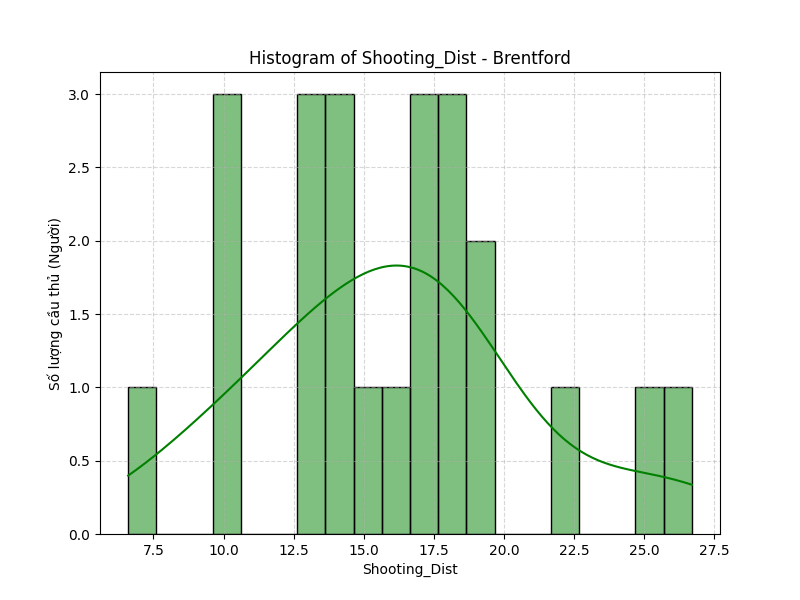 Histogram of Shooting_Dist - Brentford
Số lượng cầu thủ (Người)
3.0
2.5
2.0
1.5
1.0
0.5
0.0
7.5 10.0 12.5 15.0 17.5 20.0 22.5 25.0 27.5
Shooting_Dist